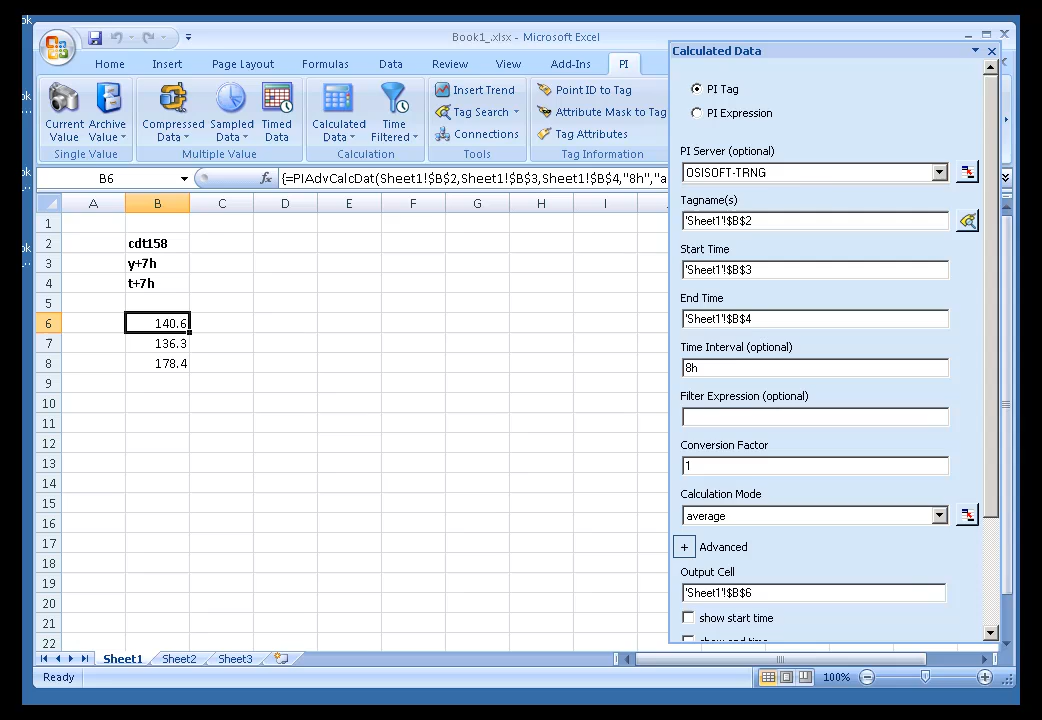 Book1_.xlsx - Microsoft Excel
Home Insert Page Layout Formulas Data Review View Add-Ins PI
Current Value
Archive Value
Single Value
Compressed Data
Sampled Data
Timed Data
Multiple Value
Calculated Data
Time Filtered
Calculation
Insert Trend
Tag Search
Connections
Tools
Point ID to Tag
Attribute Mask to Tag
Tag Attributes
Tag Information
B6 fx {=PIAdvCalcDat(Sheet1!$B$2,Sheet1!$B$3,Sheet1!$B$4,"8h","a
A B C D E F G H I
1
2 cdt158
3 y+7h
4 t+7h
5
6 140.6
7 136.3
8 178.4
9
10
11
12
13
14
15
16
17
18
19
20
21
22
Sheet1 Sheet2 Sheet3
Ready 100%
Calculated Data
PI Tag
PI Expression
PI Server (optional)
OSISOFT-TRNG
Tagname(s)
'Sheet1'!$B$2
Start Time
'Sheet1'!$B$3
End Time
'Sheet1'!$B$4
Time Interval (optional)
8h
Filter Expression (optional)
Conversion Factor
1
Calculation Mode
average
+ Advanced
Output Cell
'Sheet1'!$B$6
show start time